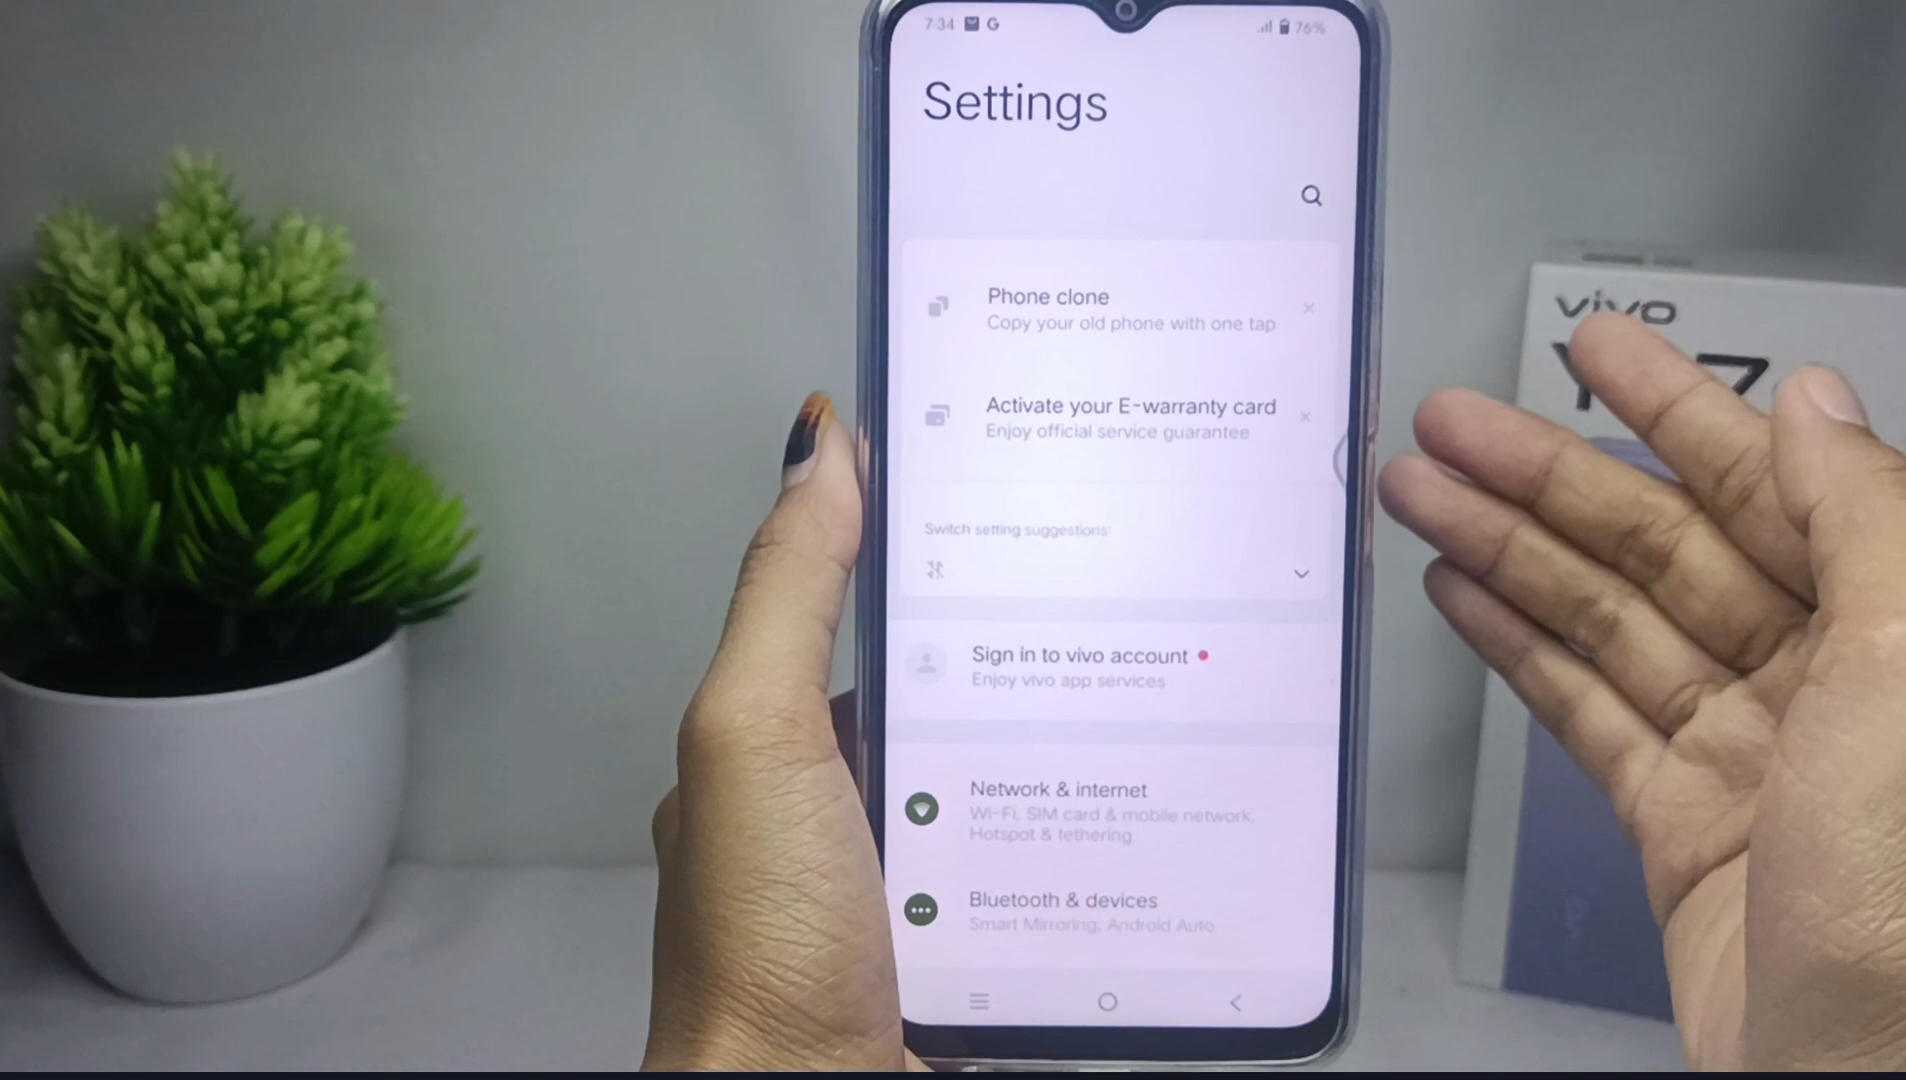 7:34 G 76%
Settings
Phone clone
Copy your old phone with one tap
Activate your E-warranty card
Enjoy official service guarantee
Switch setting suggestions:
Sign in to vivo account
Enjoy vivo app services
Network & internet
Wi-Fi, SIM card & mobile network,
Hotspot & tethering
Bluetooth & devices
Smart Mirroring, Android Auto
vivo